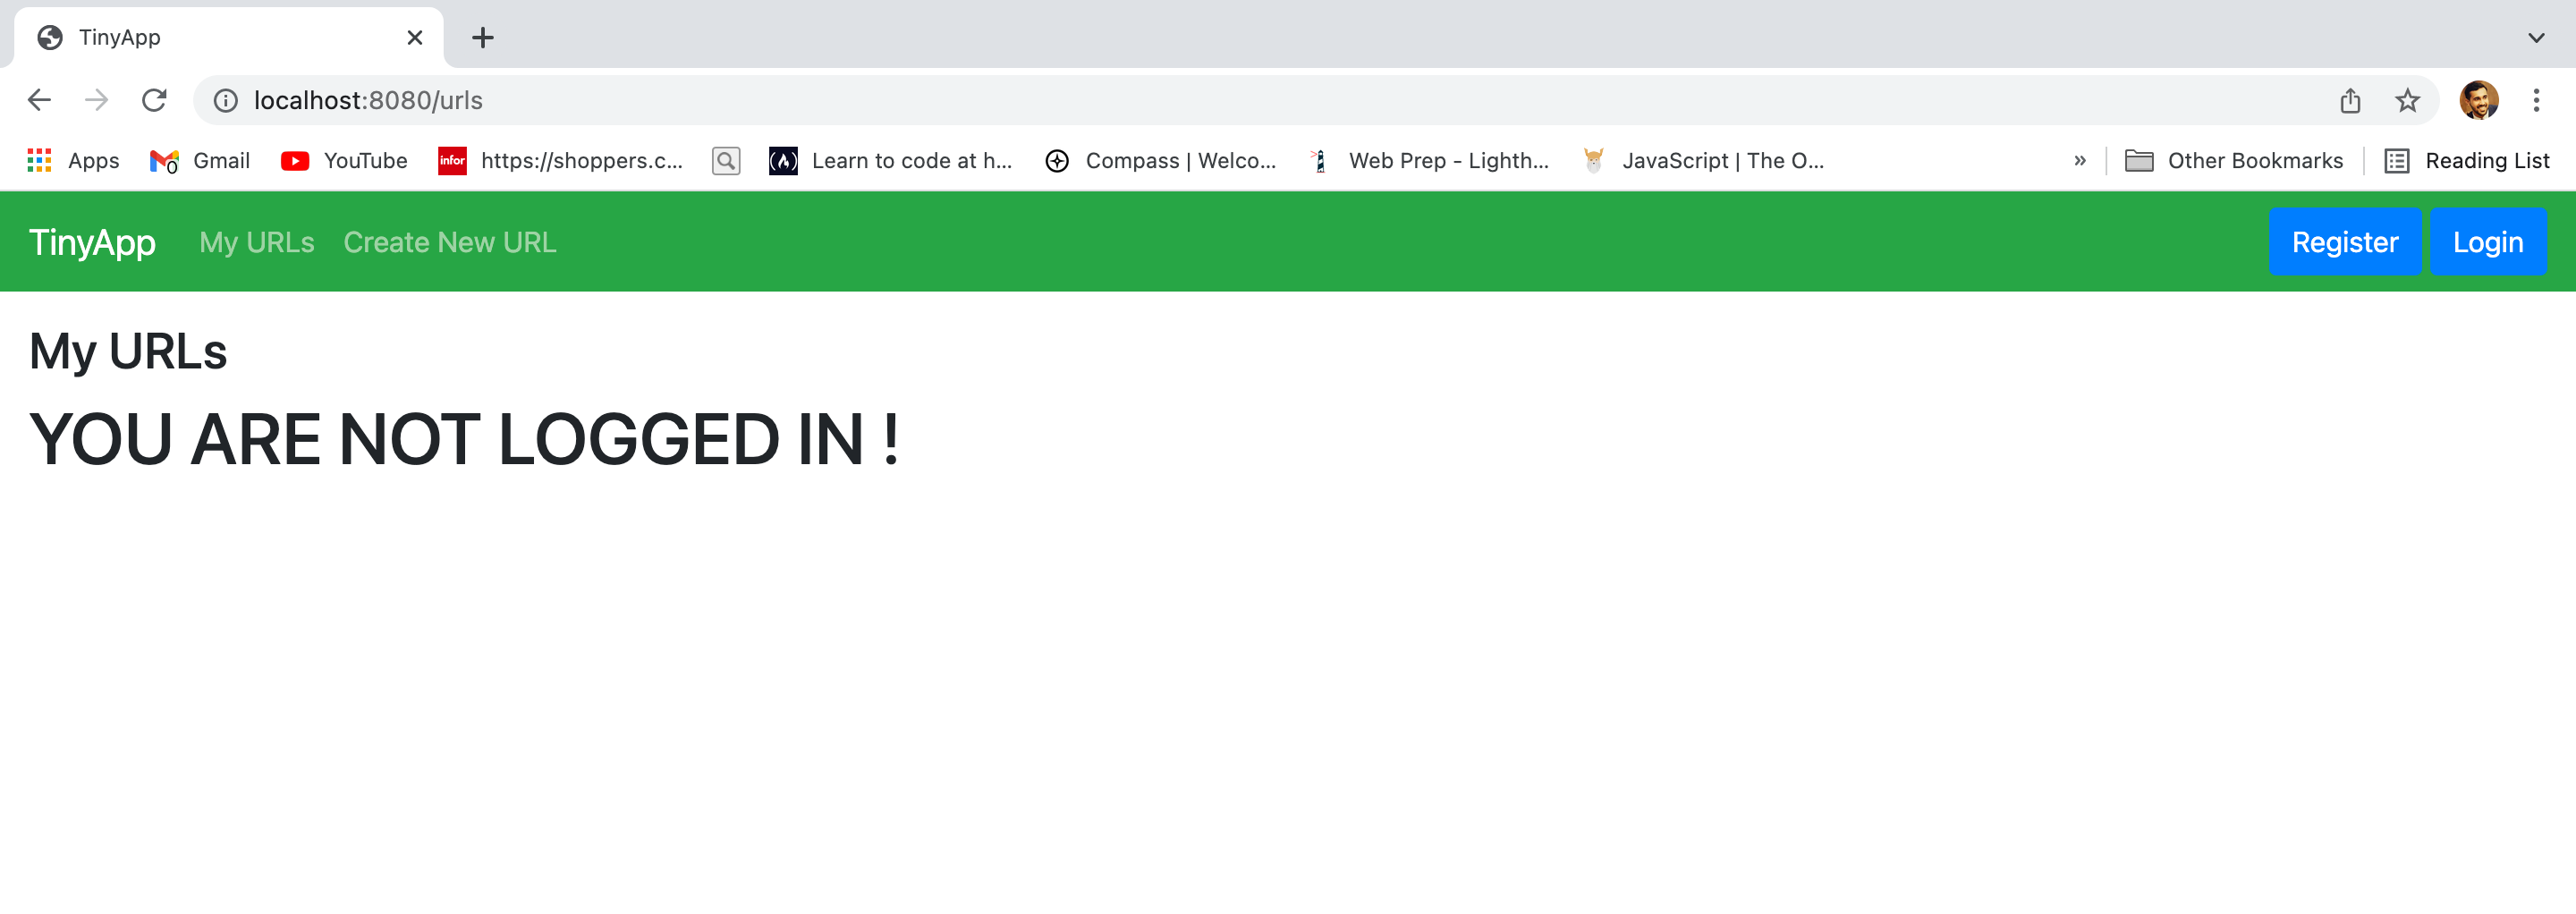 TinyApp
localhost:8080/urls
Apps Gmail YouTube infor https://shoppers.c... Learn to code at h... Compass | Welco... Web Prep - Lighth... JavaScript | The O... » Other Bookmarks Reading List
TinyApp My URLs Create New URL Register Login
My URLs
YOU ARE NOT LOGGED IN !